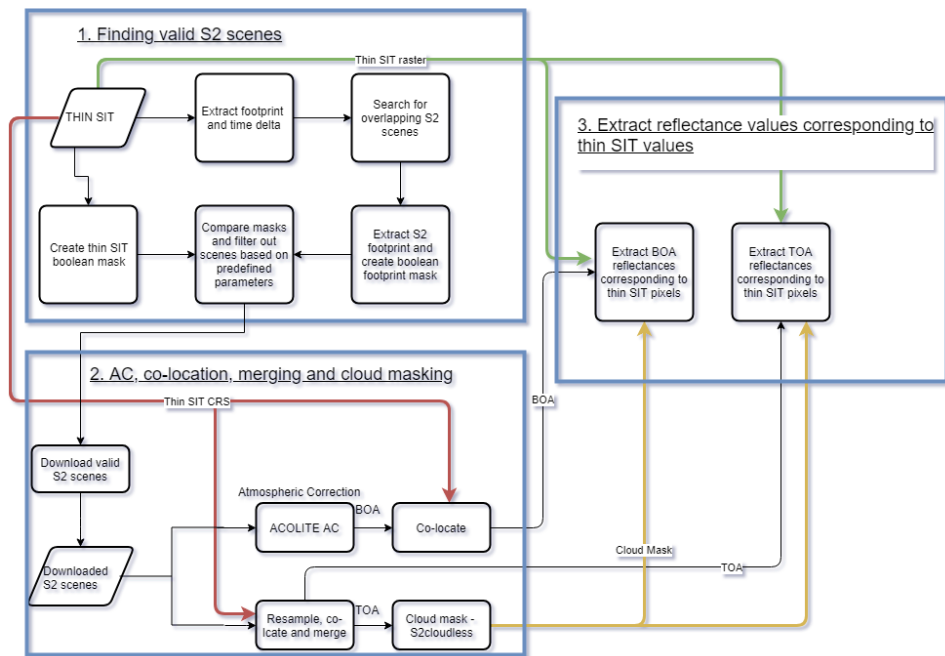 1. Finding valid S2 scenes
Thin SIT raster
THIN SIT
Extract footprint
and time delta
Search for
overlapping S2
scenes
Create thin SIT
boolean mask
Compare masks
and filter out
scenes based on
predefined
parameters
Extract S2
footprint and
create boolean
footprint mask
3. Extract reflectance values corresponding to
thin SIT values
Extract BOA
reflectances
corresponding to
thin SIT pixels
Extract TOA
reflectances
corresponding to
thin SIT pixels
2. AC, co-location, merging and cloud masking
Thin SIT CRS
BOA
Download valid
S2 scenes
Atmospheric Correction
ACOLITE AC
BOA
Co-locate
Downloaded
S2 scenes
Resample, co-
lcate and merge
TOA
Cloud mask -
S2cloudless
Cloud Mask
TOA